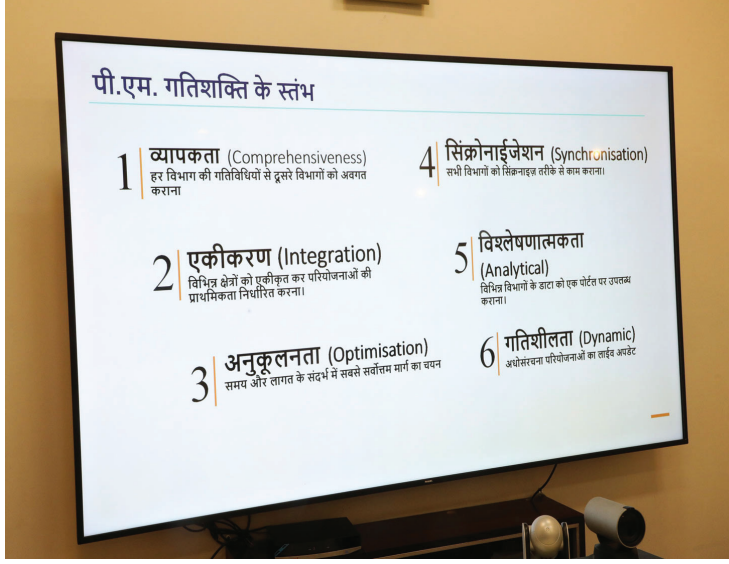 पी.एम. गतिशक्ति के स्तंभ
1
व्यापकता (Comprehensiveness)
हर विभाग की गतिविधियों से दूसरे विभागों को अवगत
कराना
2
एकीकरण (Integration)
विभिन्न क्षेत्रों को एकीकृत कर परियोजनाओं की
प्राथमिकता निर्धारित करना।
3
अनुकूलनता (Optimisation)
समय और लागत के संदर्भ में सबसे सर्वोत्तम मार्ग का चयन
4
सिंक्रोनाईजेशन (Synchronisation)
सभी विभागों को सिंक्रनाइज़ तरीके से काम कराना।
5
विश्लेषणात्मकता
(Analytical)
विभिन्न विभागों के डाटा को एक पोर्टल पर उपलब्ध
कराना।
6
गतिशीलता (Dynamic)
अधोसंरचना परियोजनाओं का लाईव अपडेट